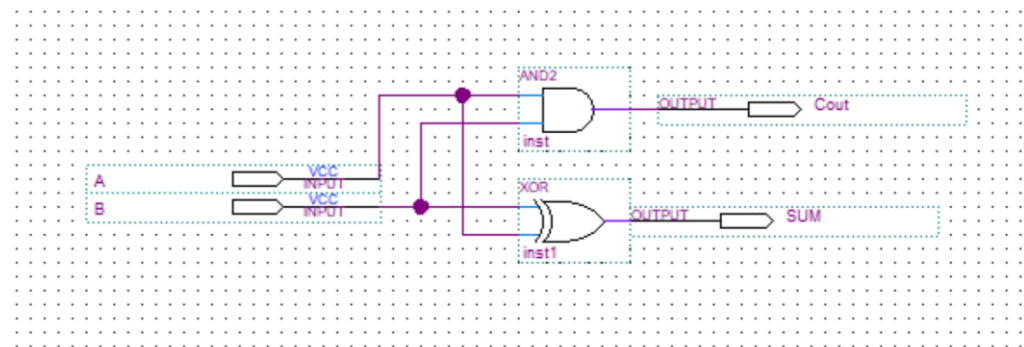 AND2
OUTPUT Cout
inst
VCC
A INPUT
VCC
B INPUT
XOR
OUTPUT SUM
inst1